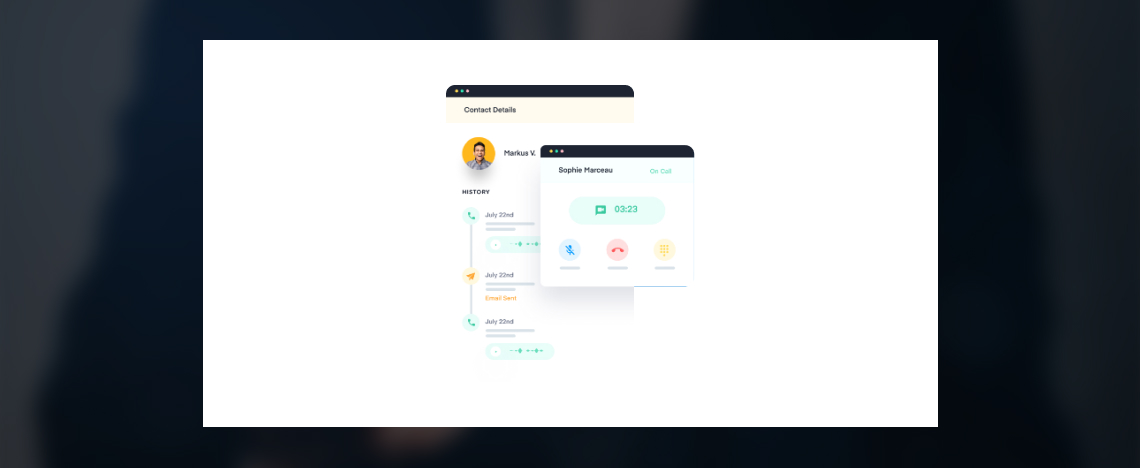 Contact Details
Markus V.
Sophie Marceau
On Call
03:23
HISTORY
July 22nd
July 22nd
Email Sent
July 22nd